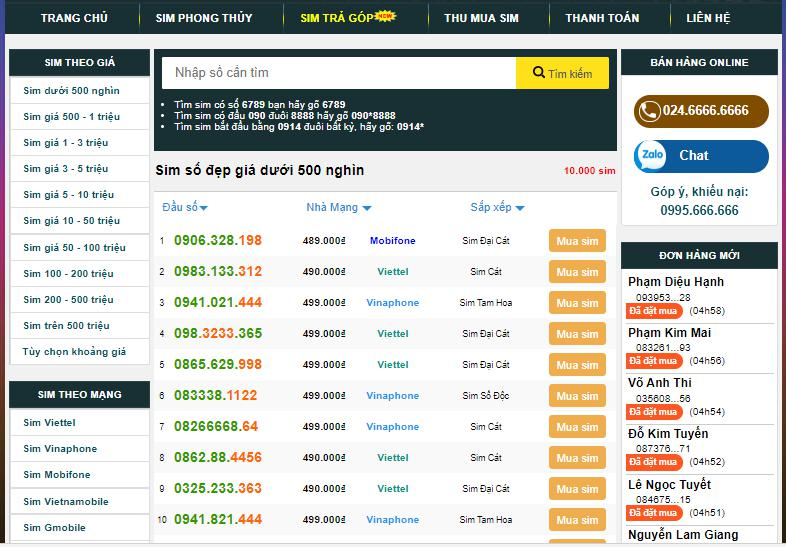 TRANG CHỦ SIM PHONG THỦY SIM TRẢ GÓP NEW THU MUA SIM THANH TOÁN LIÊN HỆ
SIM THEO GIÁ
Sim dưới 500 nghìn
Sim giá 500 - 1 triệu
Sim giá 1 - 3 triệu
Sim giá 3 - 5 triệu
Sim giá 5 - 10 triệu
Sim giá 10 - 50 triệu
Sim giá 50 - 100 triệu
Sim 100 - 200 triệu
Sim 200 - 500 triệu
Sim trên 500 triệu
Tùy chọn khoảng giá
SIM THEO MẠNG
Sim Viettel
Sim Vinaphone
Sim Mobifone
Sim Vietnamobile
Sim Gmobile
Nhập số cần tìm Tìm kiếm
• Tìm sim có số 6789 bạn hãy gõ 6789
• Tìm sim có đầu 090 đuôi 8888 hãy gõ 090*8888
• Tìm sim bắt đầu bằng 0914 đuôi bất kỳ, hãy gõ: 0914*
Sim số đẹp giá dưới 500 nghìn 10.000 sim
Đầu số Nhà Mạng Sắp xếp
1 0906.328.198 489.000₫ Mobifone Sim Đại Cát Mua sim
2 0983.133.312 490.000₫ Viettel Sim Cát Mua sim
3 0941.021.444 499.000₫ Vinaphone Sim Tam Hoa Mua sim
4 098.3233.365 499.000₫ Viettel Sim Đại Cát Mua sim
5 0865.629.998 499.000₫ Viettel Sim Đại Cát Mua sim
6 083338.1122 499.000₫ Vinaphone Sim Số Độc Mua sim
7 08266668.64 499.000₫ Vinaphone Sim Cát Mua sim
8 0862.88.4456 490.000₫ Viettel Sim Cát Mua sim
9 0325.233.363 490.000₫ Viettel Sim Đại Cát Mua sim
10 0941.821.444 499.000₫ Vinaphone Sim Tam Hoa Mua sim
BÁN HÀNG ONLINE
024.6666.6666
Zalo Chat
Góp ý, khiếu nại:
0995.666.666
ĐƠN HÀNG MỚI
Phạm Diệu Hạnh
093953...28
Đã đặt mua (04h58)
Phạm Kim Mai
083261...93
Đã đặt mua (04h56)
Võ Anh Thi
035608...56
Đã đặt mua (04h54)
Đỗ Kim Tuyến
087376...71
Đã đặt mua (04h52)
Lê Ngọc Tuyết
084675...15
Đã đặt mua (04h51)
Nguyễn Lam Giang